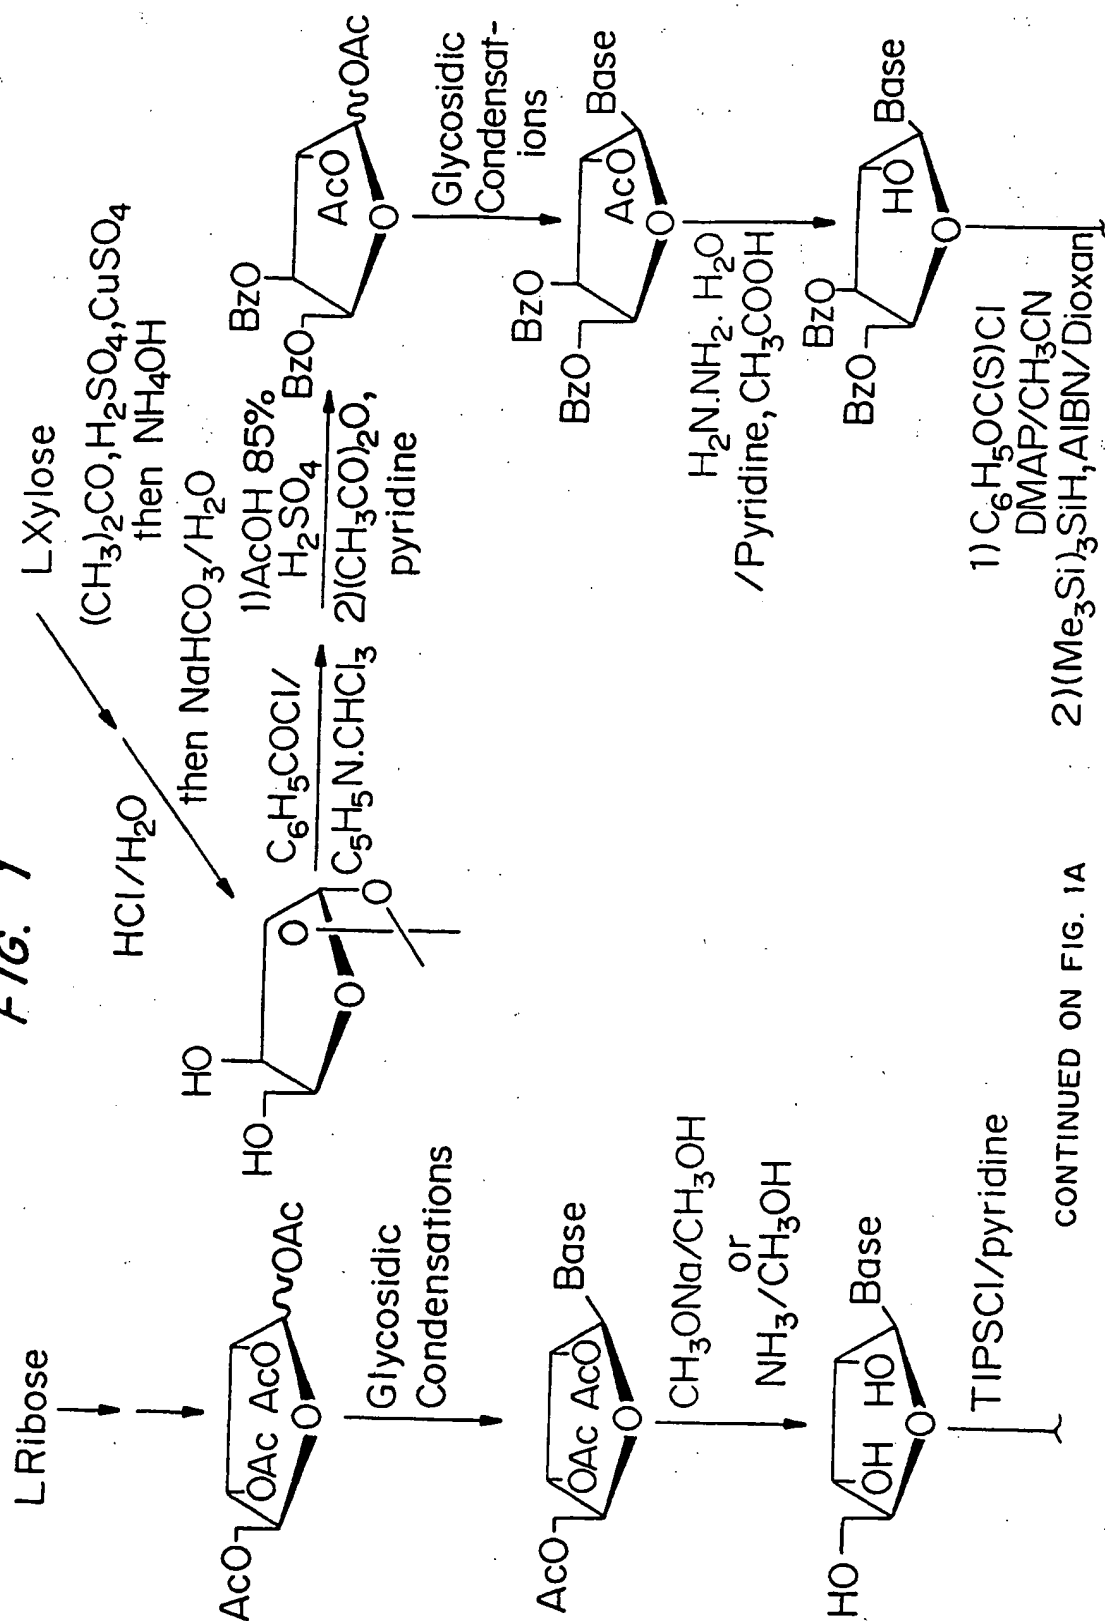 FIG. 1
LRibose
AcO
OAc AcO
O
OAc
Glycosidic
Condensations
AcO
OAc AcO
O
Base
CH3ONa/CH3OH
or
NH3/CH3OH
HO
OH HO
O
Base
TIPSCl/pyridine
LXylose
(CH3)2CO,H2SO4,CuSO4
then NH4OH
HCl/H2O
then NaHCO3/H2O
HO
HO
O
O
O
C6H5COCl/
C5H5N.CHCl3
1)AcOH 85%
H2SO4
2)(CH3CO)2O,
pyridine
BzO
BzO
AcO
O
OAc
Glycosidic
Condensat-
ions
BzO
BzO
AcO
O
Base
H2N.NH2. H2O
/Pyridine, CH3COOH
BzO
BzO
HO
O
Base
1) C6H5OC(S)Cl
DMAP/CH3CN
2)(Me3Si)3SiH,AIBN/Dioxan
CONTINUED ON FIG. 1A